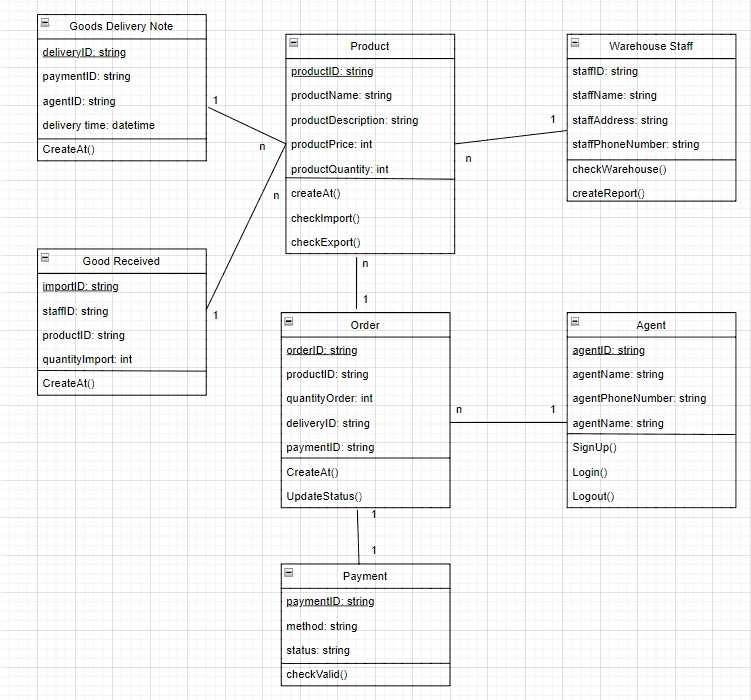 Goods Delivery Note
deliveryID: string
paymentID: string
agentID: string
delivery time: datetime
CreateAt()
1
n
Product
productID: string
productName: string
productDescription: string
productPrice: int
productQuantity: int
createAt()
checkImport()
checkExport()
1
n
Warehouse Staff
staffID: string
staffName: string
staffAddress: string
staffPhoneNumber: string
checkWarehouse()
createReport()
n
1
Good Received
importID: string
staffID: string
productID: string
quantityImport: int
CreateAt()
n
1
Order
orderID: string
productID: string
quantityOrder: int
deliveryID: string
paymentID: string
CreateAt()
UpdateStatus()
n
1
Agent
agentID: string
agentName: string
agentPhoneNumber: string
agentName: string
SignUp()
Login()
Logout()
1
1
Payment
paymentID: string
method: string
status: string
checkValid()